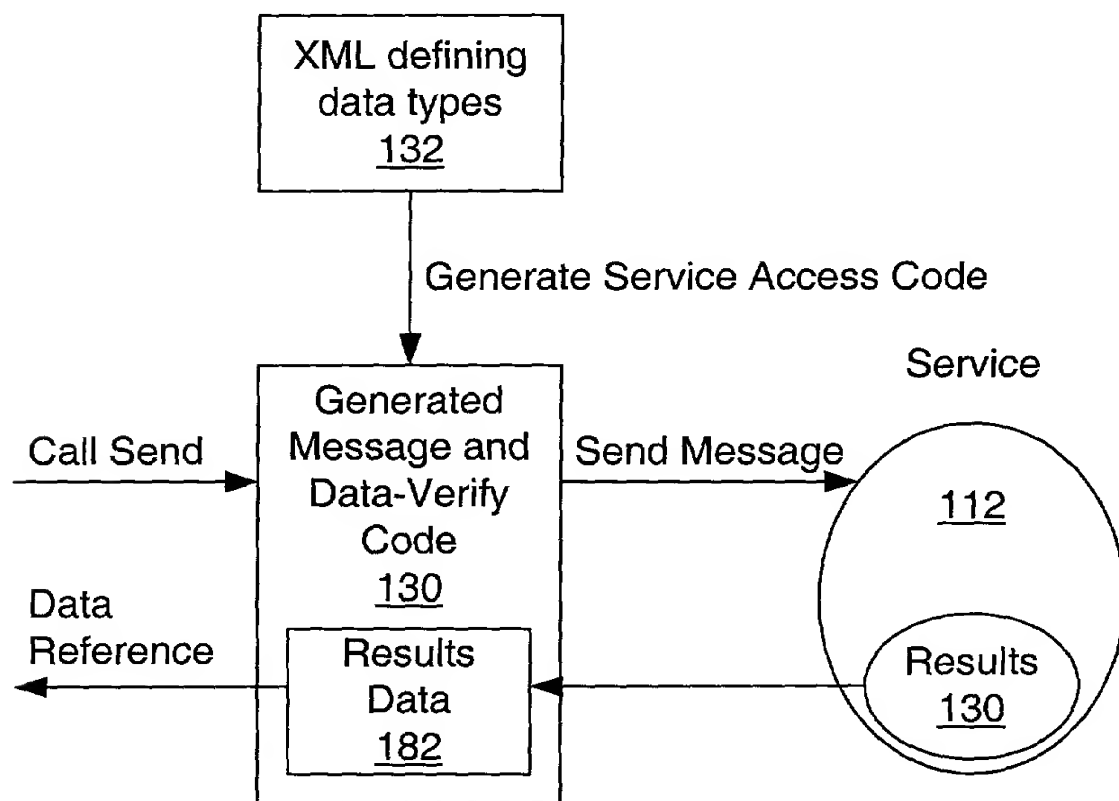 XML defining
data types
132
Generate Service Access Code
Service
Call Send
Generated
Message and
Data-Verify
Code
130
Send Message
112
Data
Reference
Results
Data
182
Results
130